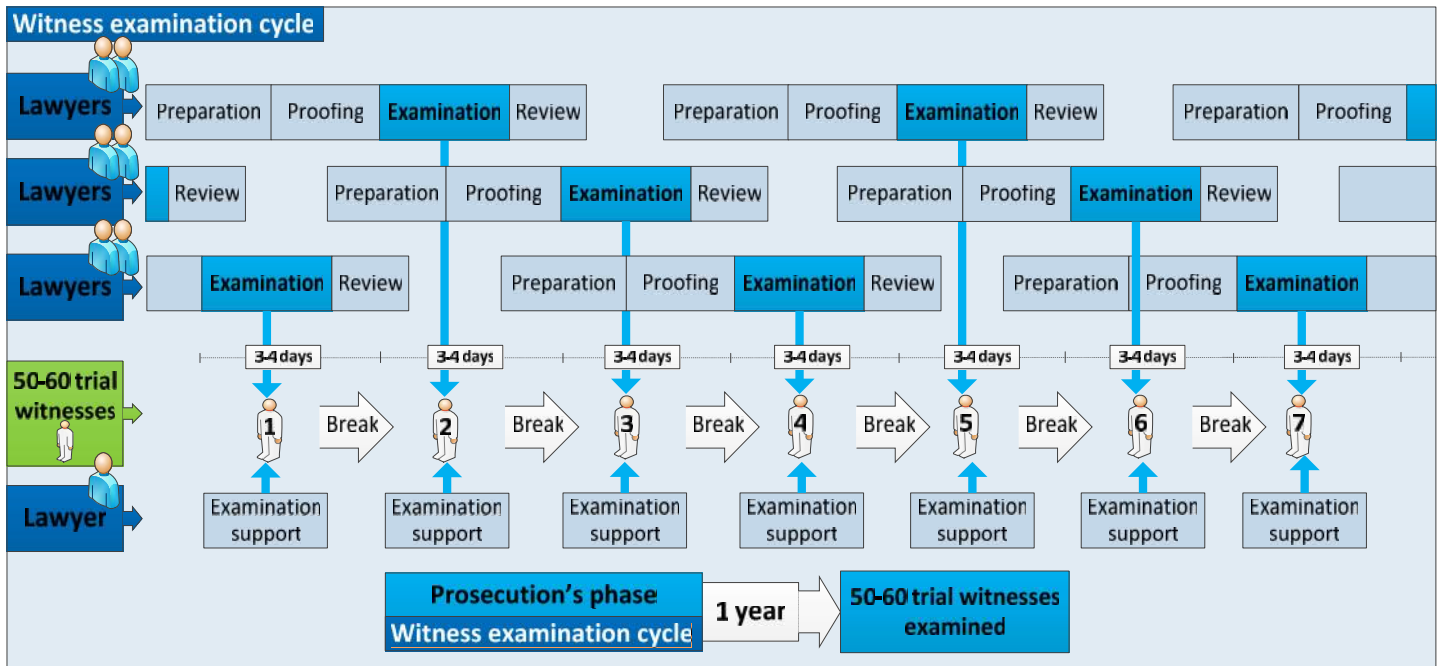 Witness examination cycle
Lawyers
Preparation
Proofing
Examination
Review
Preparation
Proofing
Examination
Review
Preparation
Proofing
Lawyers
Review
Preparation
Proofing
Examination
Review
Preparation
Proofing
Examination
Review
Lawyers
Examination
Review
Preparation
Proofing
Examination
Review
Preparation
Proofing
Examination
3-4 days
3-4 days
3-4 days
3-4 days
3-4 days
3-4 days
3-4 days
50-60 trial
witnesses
1
Break
2
Break
3
Break
4
Break
5
Break
6
Break
7
Lawyer
Examination
support
Examination
support
Examination
support
Examination
support
Examination
support
Examination
support
Examination
support
Prosecution's phase
Witness examination cycle
1 year
50-60 trial witnesses
examined